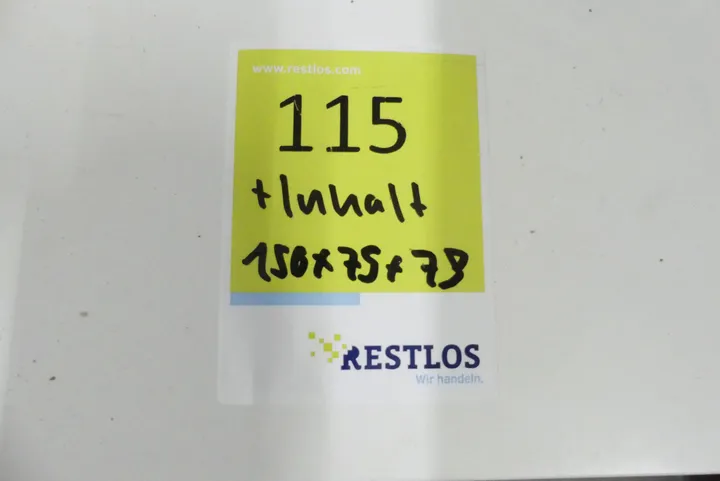 www.restlos.com
115
+Inhalt
150x75x78
RESTLOS
Wir handeln.